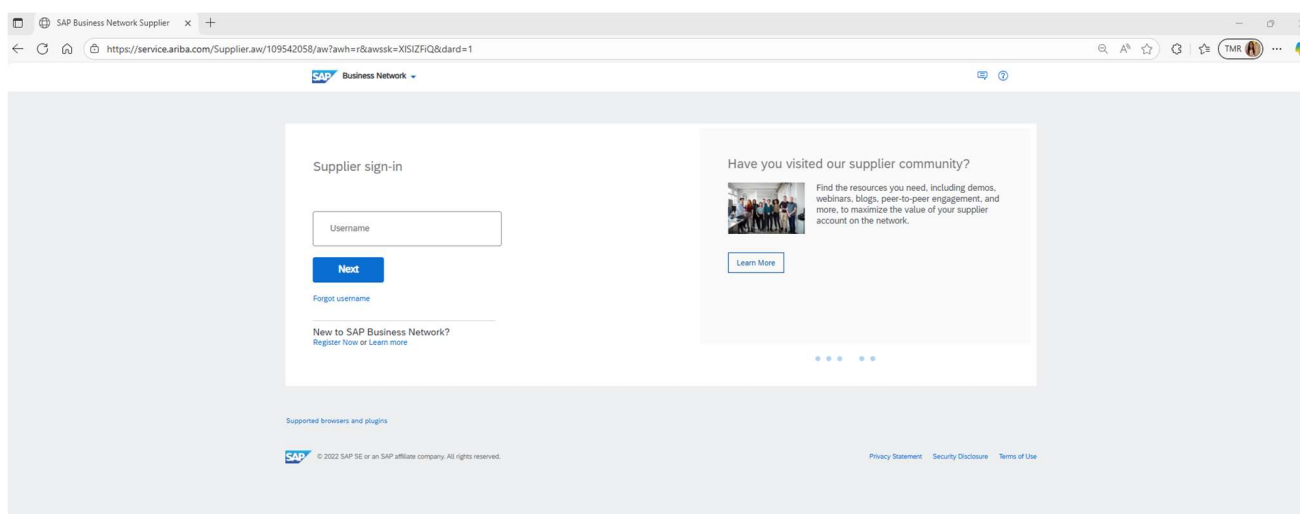 SAP Business Network Supplier
https://service.ariba.com/Supplier.aw/109542058/aw?awh=r&awssk=XISIZFiQ&dard=1
TMR
SAP Business Network
Supplier sign-in
Username
Next
Forgot username
New to SAP Business Network?
Register Now or Learn more
Have you visited our supplier community?
Find the resources you need, including demos,
webinars, blogs, peer-to-peer engagement, and
more, to maximize the value of your supplier
account on the network.
Learn More
Supported browsers and plugins
SAP © 2022 SAP SE or an SAP affiliate company. All rights reserved.
Privacy Statement Security Disclosure Terms of Use